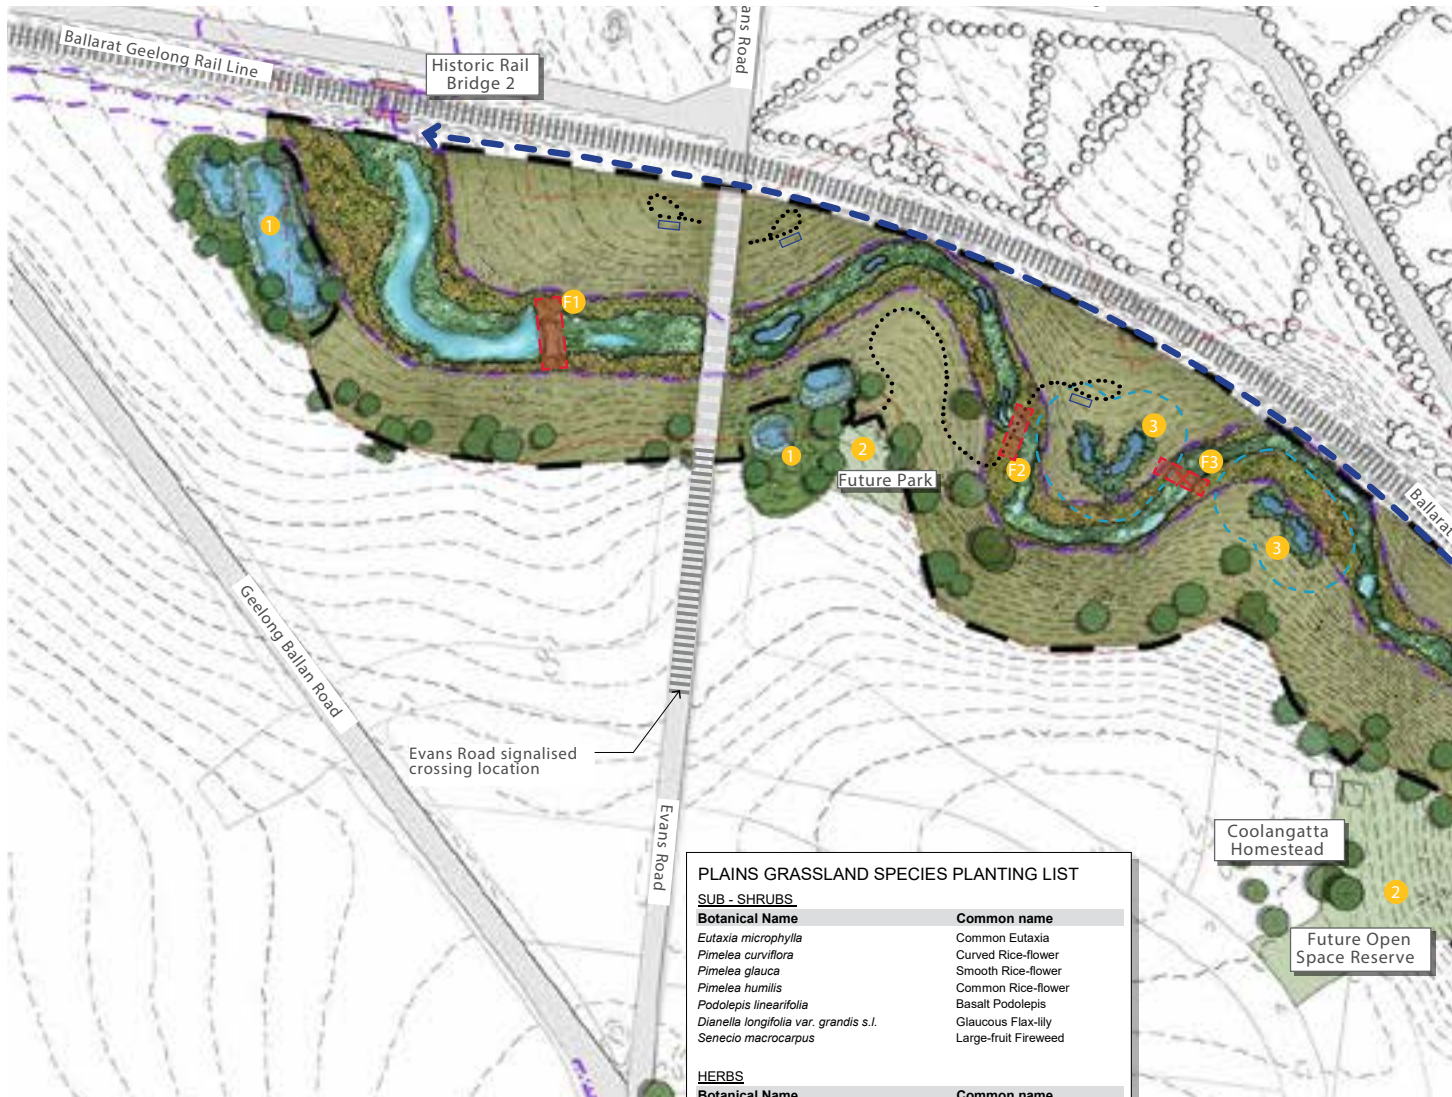 ans Road
Ballarat Geelong Rail Line
Historic Rail
Bridge 2
1
F1
3
2
1
F2
F3
Future Park
Ballarat
3
Geelong Ballan Road
Evans Road signalised
crossing location
Evans Road
Coolangatta
Homestead
2
Future Open
Space Reserve
PLAINS GRASSLAND SPECIES PLANTING LIST
SUB - SHRUBS
Botanical Name Common name
Eutaxia microphylla Common Eutaxia
Pimelea curviflora Curved Rice-flower
Pimelea glauca Smooth Rice-flower
Pimelea humilis Common Rice-flower
Podolepis linearifolia Basalt Podolepis
Dianella longifolia var. grandis s.l. Glaucous Flax-lily
Senecio macrocarpus Large-fruit Fireweed
HERBS
Botanical Name Common name